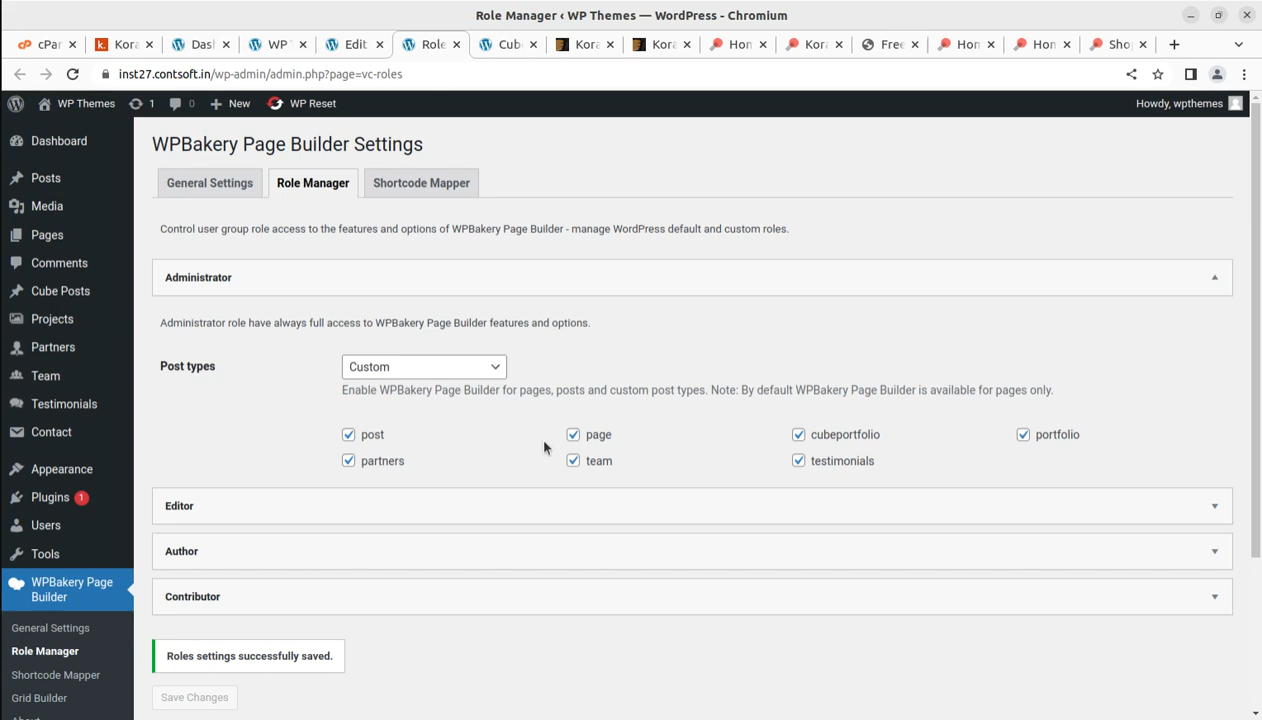 Role Manager ‹ WP Themes — WordPress - Chromium
cPar
Kora
Das
WP
Edit
Role
Cub
Kora
Kora
Hon
Kora
Free
Hon
Hon
Sho
inst27.contsoft.in/wp-admin/admin.php?page=vc-roles
WP Themes
1
0
New
WP Reset
Howdy, wpthemes
Dashboard
Posts
Media
Pages
Comments
Cube Posts
Projects
Partners
Team
Testimonials
Contact
Appearance
Plugins 1
Users
Tools
WPBakery Page
Builder
General Settings
Role Manager
Shortcode Mapper
Grid Builder
WPBakery Page Builder Settings
General Settings
Role Manager
Shortcode Mapper
Control user group role access to the features and options of WPBakery Page Builder - manage WordPress default and custom roles.
Administrator
Administrator role have always full access to WPBakery Page Builder features and options.
Post types
Custom
Enable WPBakery Page Builder for pages, posts and custom post types. Note: By default WPBakery Page Builder is available for pages only.
post
page
cubeportfolio
portfolio
partners
team
testimonials
Editor
Author
Contributor
Roles settings successfully saved.
Save Changes